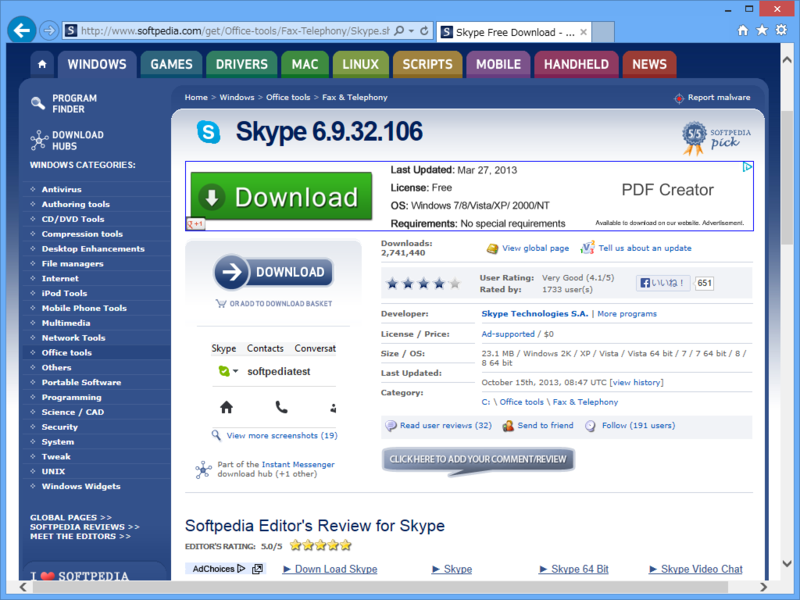 http://www.softpedia.com/get/Office-tools/Fax-Telephony/Skype.sh
Skype Free Download - ...
WINDOWS
GAMES
DRIVERS
MAC
LINUX
SCRIPTS
MOBILE
HANDHELD
NEWS
PROGRAM
FINDER
DOWNLOAD
HUBS
WINDOWS CATEGORIES:
Antivirus
Authoring tools
CD/DVD Tools
Compression tools
Desktop Enhancements
File managers
Internet
iPod Tools
Mobile Phone Tools
Multimedia
Network Tools
Office tools
Others
Portable Software
Programming
Science / CAD
Security
System
Tweak
UNIX
Windows Widgets
GLOBAL PAGES >>
SOFTPEDIA REVIEWS >>
MEET THE EDITORS >>
I ❤ SOFTPEDIA
Home > Windows > Office tools > Fax & Telephony
Report malware
Skype 6.9.32.106
5/5
SOFTPEDIA
pick
Download
g +1
Last Updated: Mar 27, 2013
License: Free
OS: Windows 7/8/Vista/XP/ 2000/NT
Requirements: No special requirements
PDF Creator
Available to download on our website. Advertisement.
DOWNLOAD
OR ADD TO DOWNLOAD BASKET
Skype Contacts Conversat
softpediatest
View more screenshots (19)
Part of the Instant Messenger
download hub (+1 other)
Downloads:
2,741,440
View global page
Tell us about an update
User Rating: Very Good (4.1/5)
Rated by: 1733 user(s)
いいね！
651
Developer: Skype Technologies S.A. | More programs
License / Price: Ad-supported / $0
Size / OS: 23.1 MB / Windows 2K / XP / Vista / Vista 64 bit / 7 / 7 64 bit / 8 /
8 64 bit
Last Updated: October 15th, 2013, 08:47 UTC [view history]
Category: C: \ Office tools \ Fax & Telephony
Read user reviews (32)
Send to friend
Follow (191 users)
CLICK HERE TO ADD YOUR COMMENT/REVIEW
Softpedia Editor's Review for Skype
EDITOR'S RATING: 5.0/5
AdChoices
► Down Load Skype
► Skype
► Skype 64 Bit
► Skype Video Chat